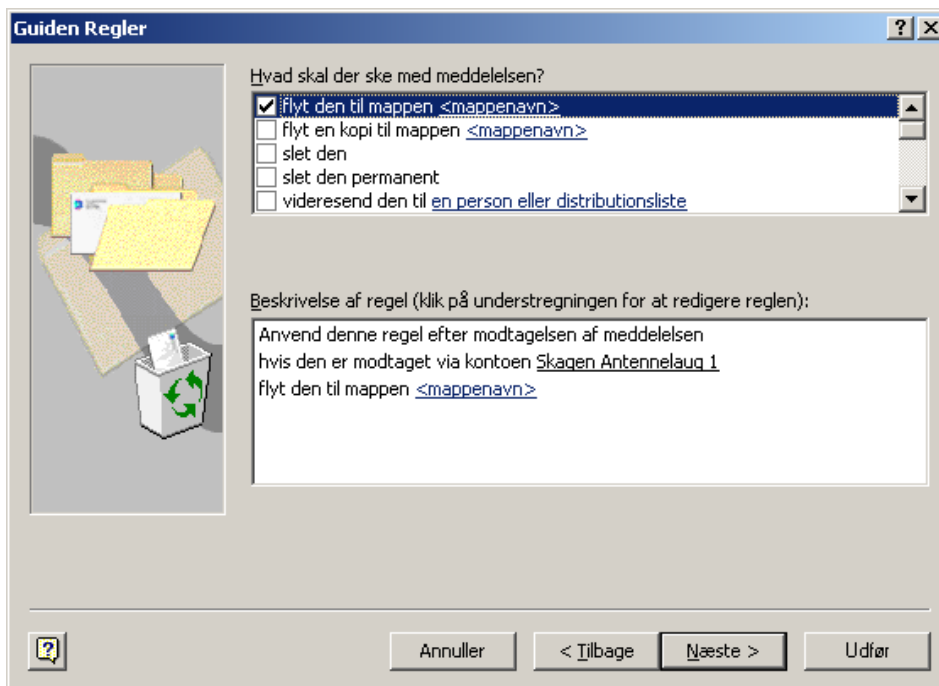 Guiden Regler
Hvad skal der ske med meddelelsen?
flyt den til mappen <mappenavn>
flyt en kopi til mappen <mappenavn>
slet den
slet den permanent
videresend den til en person eller distributionsliste
Beskrivelse af regel (klik på understregningen for at redigere reglen):
Anvend denne regel efter modtagelsen af meddelelsen
hvis den er modtaget via kontoen Skagen Antennelaug 1
flyt den til mappen <mappenavn>
Annuller
< Tilbage
Næste >
Udfør